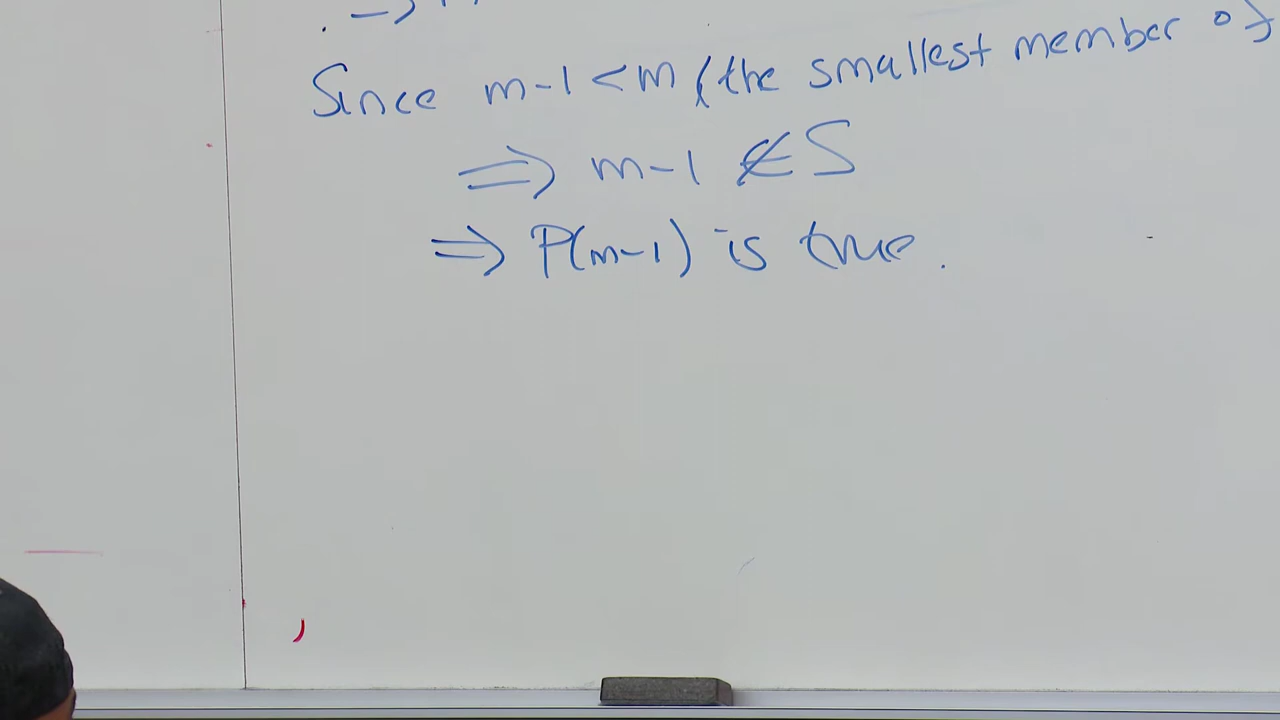 Since m-1 < m (the smallest member of
⟹ m-1 ∉ S
⟹ P(m-1) is true.